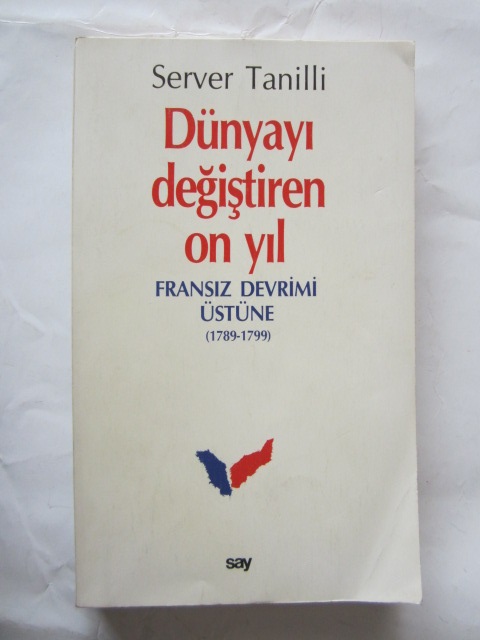 Server Tanilli
Dünyayı
değiştiren
on yıl
FRANSIZ DEVRİMİ
ÜSTÜNE
(1789-1799)
say